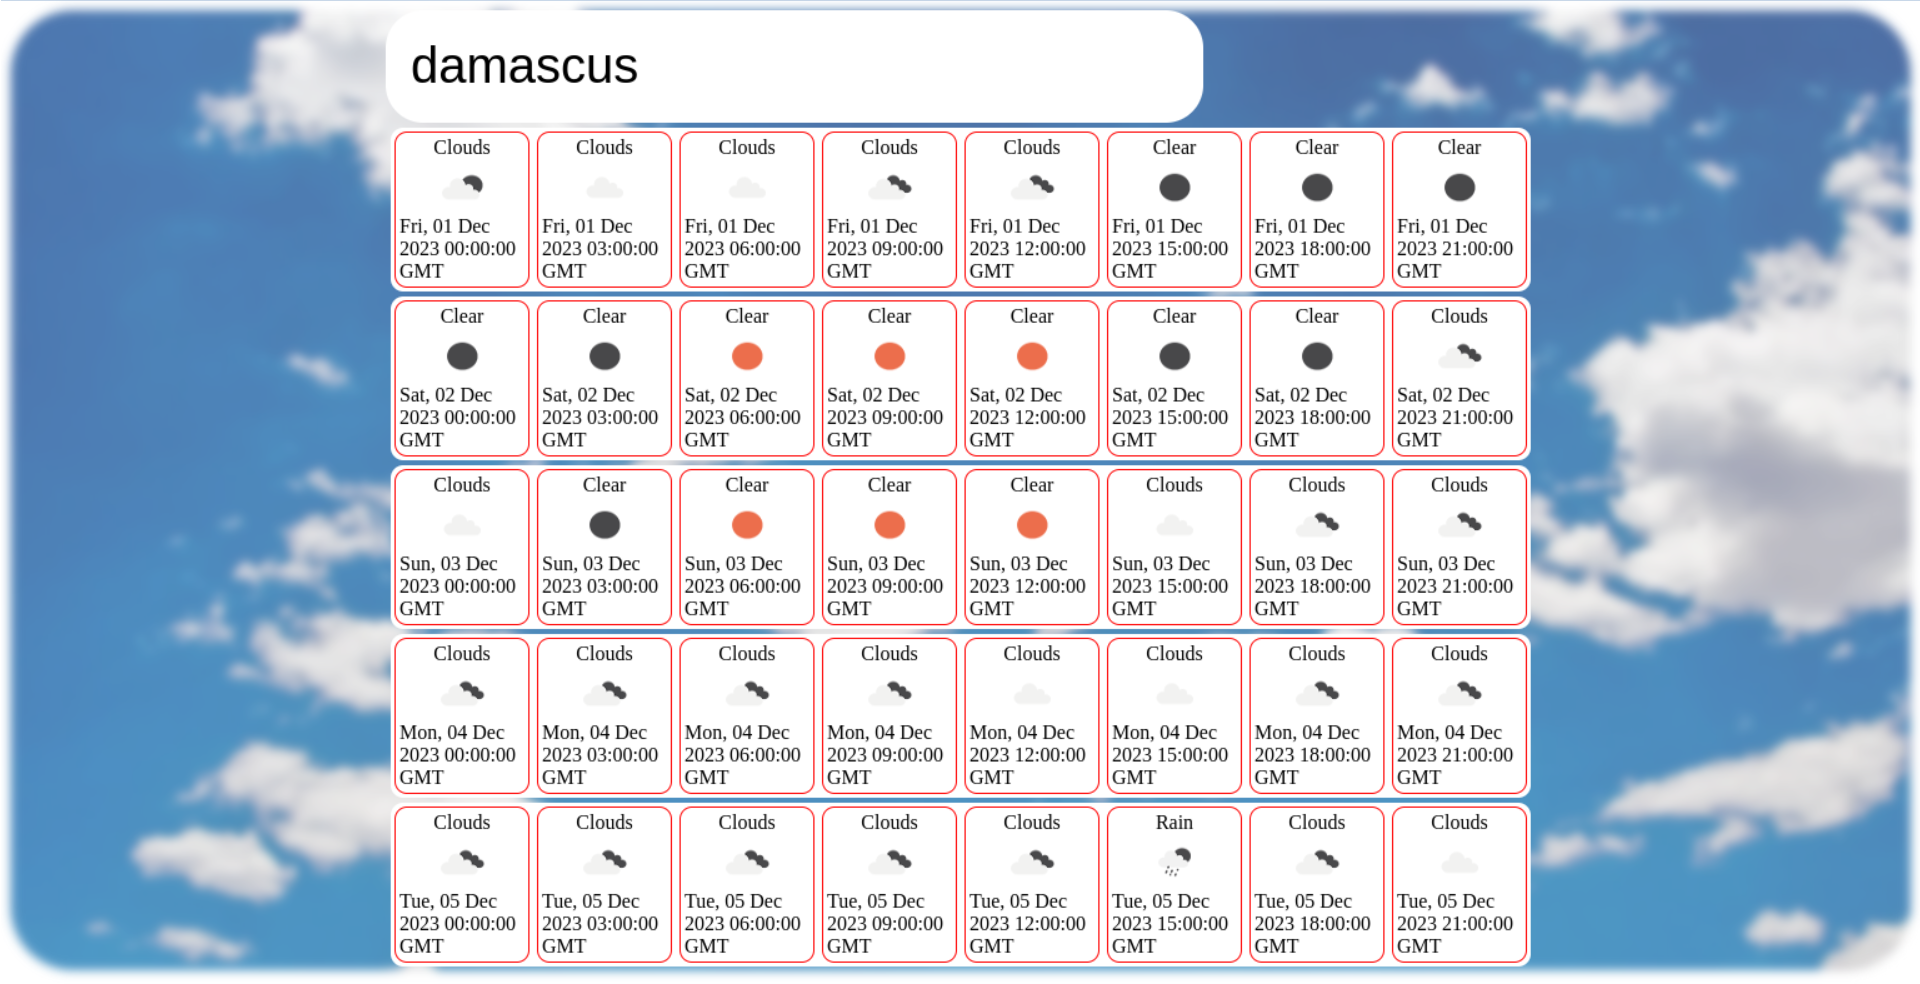 damascus
Clouds Clouds Clouds Clouds Clouds Clear Clear Clear
Fri, 01 Dec Fri, 01 Dec Fri, 01 Dec Fri, 01 Dec Fri, 01 Dec Fri, 01 Dec Fri, 01 Dec Fri, 01 Dec
2023 00:00:00 2023 03:00:00 2023 06:00:00 2023 09:00:00 2023 12:00:00 2023 15:00:00 2023 18:00:00 2023 21:00:00
GMT GMT GMT GMT GMT GMT GMT GMT
Clear Clear Clear Clear Clear Clear Clear Clouds
Sat, 02 Dec Sat, 02 Dec Sat, 02 Dec Sat, 02 Dec Sat, 02 Dec Sat, 02 Dec Sat, 02 Dec Sat, 02 Dec
2023 00:00:00 2023 03:00:00 2023 06:00:00 2023 09:00:00 2023 12:00:00 2023 15:00:00 2023 18:00:00 2023 21:00:00
GMT GMT GMT GMT GMT GMT GMT GMT
Clouds Clear Clear Clear Clear Clouds Clouds Clouds
Sun, 03 Dec Sun, 03 Dec Sun, 03 Dec Sun, 03 Dec Sun, 03 Dec Sun, 03 Dec Sun, 03 Dec Sun, 03 Dec
2023 00:00:00 2023 03:00:00 2023 06:00:00 2023 09:00:00 2023 12:00:00 2023 15:00:00 2023 18:00:00 2023 21:00:00
GMT GMT GMT GMT GMT GMT GMT GMT
Clouds Clouds Clouds Clouds Clouds Clouds Clouds Clouds
Mon, 04 Dec Mon, 04 Dec Mon, 04 Dec Mon, 04 Dec Mon, 04 Dec Mon, 04 Dec Mon, 04 Dec Mon, 04 Dec
2023 00:00:00 2023 03:00:00 2023 06:00:00 2023 09:00:00 2023 12:00:00 2023 15:00:00 2023 18:00:00 2023 21:00:00
GMT GMT GMT GMT GMT GMT GMT GMT
Clouds Clouds Clouds Clouds Clouds Rain Clouds Clouds
Tue, 05 Dec Tue, 05 Dec Tue, 05 Dec Tue, 05 Dec Tue, 05 Dec Tue, 05 Dec Tue, 05 Dec Tue, 05 Dec
2023 00:00:00 2023 03:00:00 2023 06:00:00 2023 09:00:00 2023 12:00:00 2023 15:00:00 2023 18:00:00 2023 21:00:00
GMT GMT GMT GMT GMT GMT GMT GMT